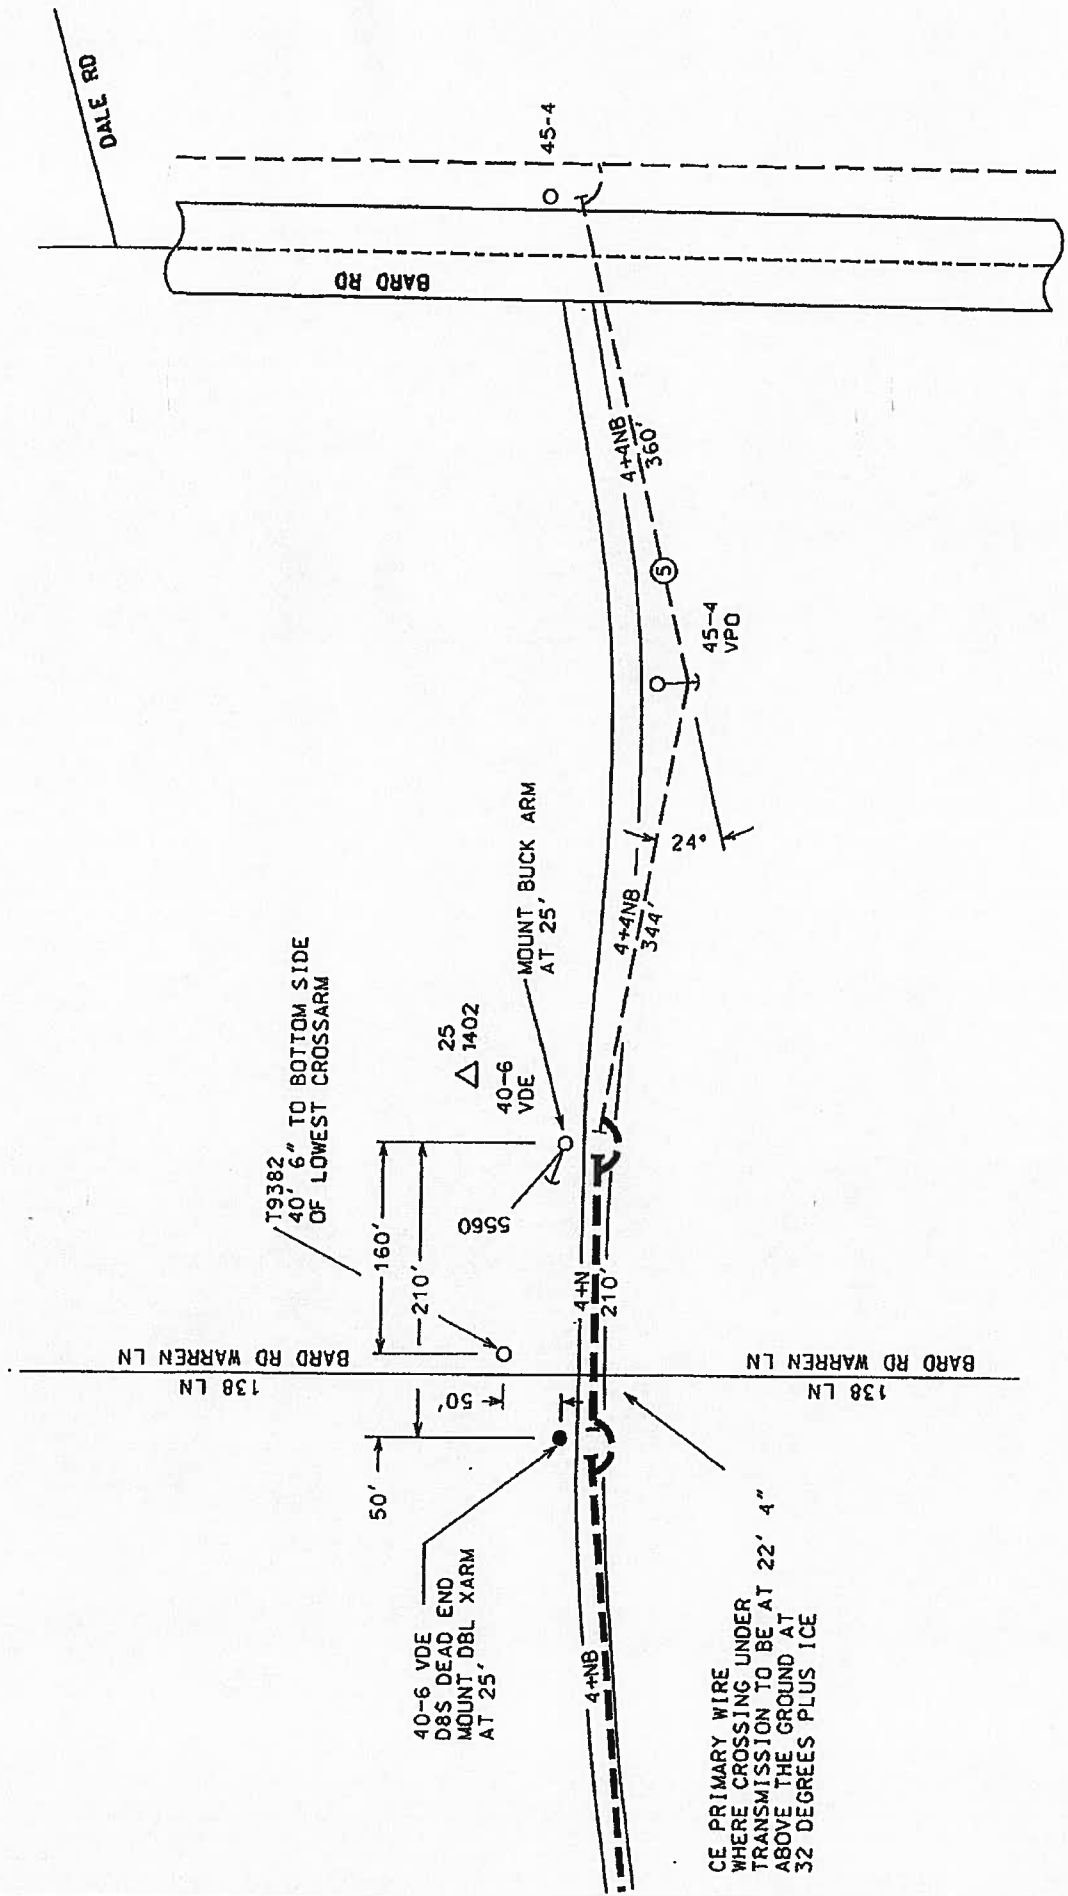 DALE RD
45-4
BARD RD
4+4NB
360'
5
45-4
VPO
24°
4+4NB
344'
MOUNT BUCK ARM
AT 25'
25
1402
40-6
VDE
5560
T9382
40' 6" TO BOTTOM SIDE
OF LOWEST CROSSARM
160'
210'
4+N
210'
BARD RD WARREN LN
138 LN
BARD RD WARREN LN
138 LN
50'
50'
40-6 VDE
D8S DEAD END
MOUNT DBL XARM
AT 25'
4+NB
CE PRIMARY WIRE
WHERE CROSSING UNDER
TRANSMISSION TO BE AT 22' 4"
ABOVE THE GROUND AT
32 DEGREES PLUS ICE